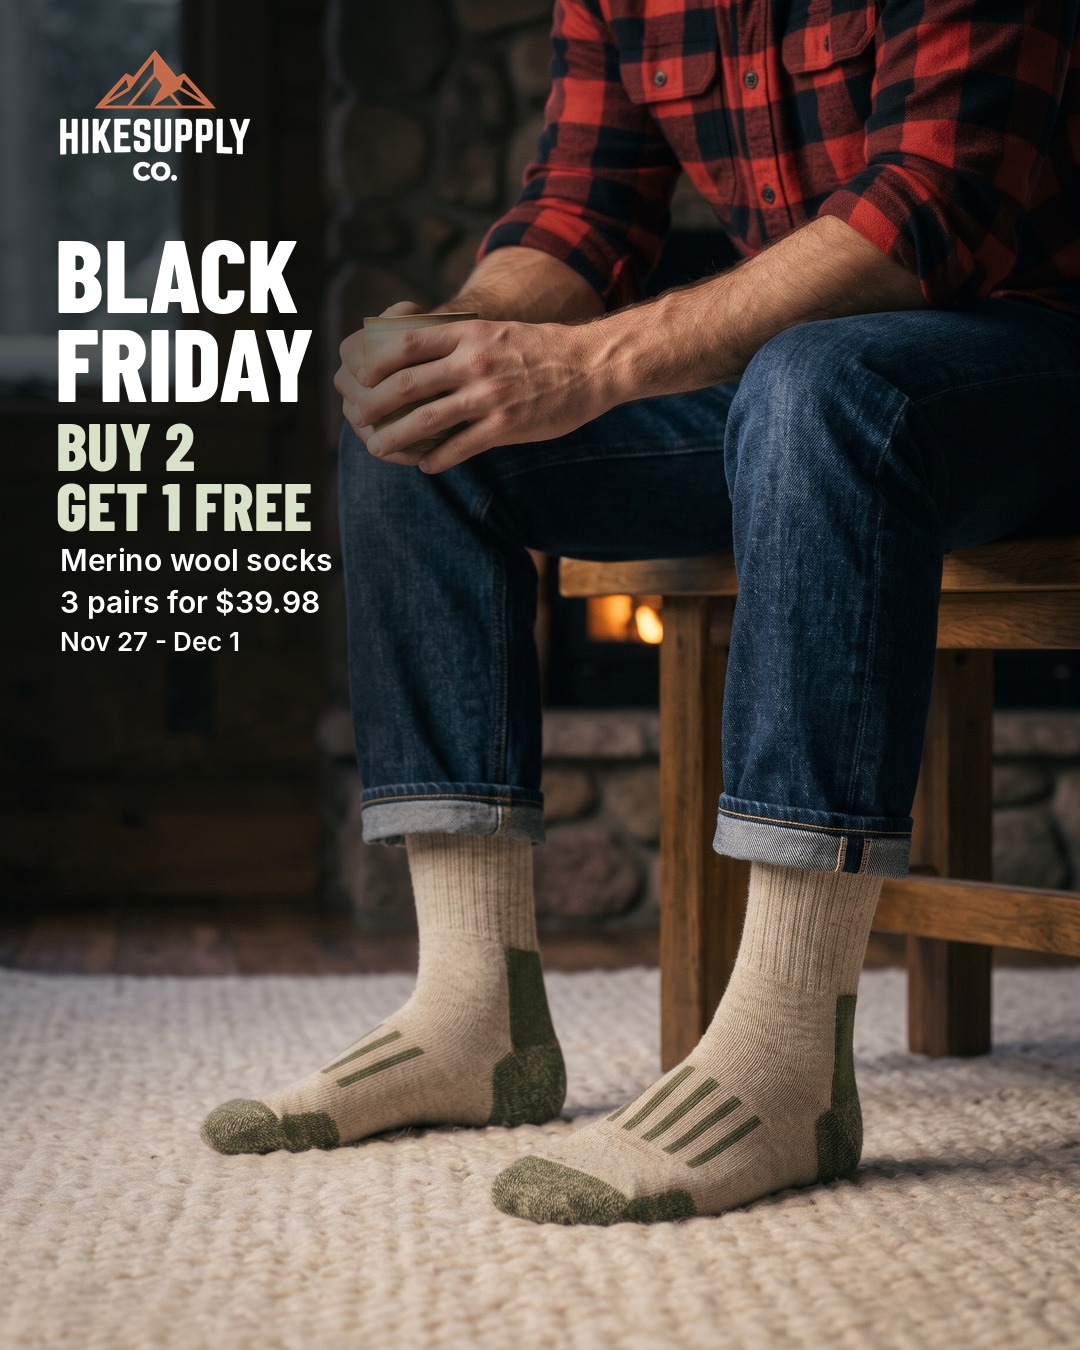 HIKESUPPLY
CO.
BLACK
FRIDAY
BUY 2
GET 1 FREE
Merino wool socks
3 pairs for $39.98
Nov 27 - Dec 1